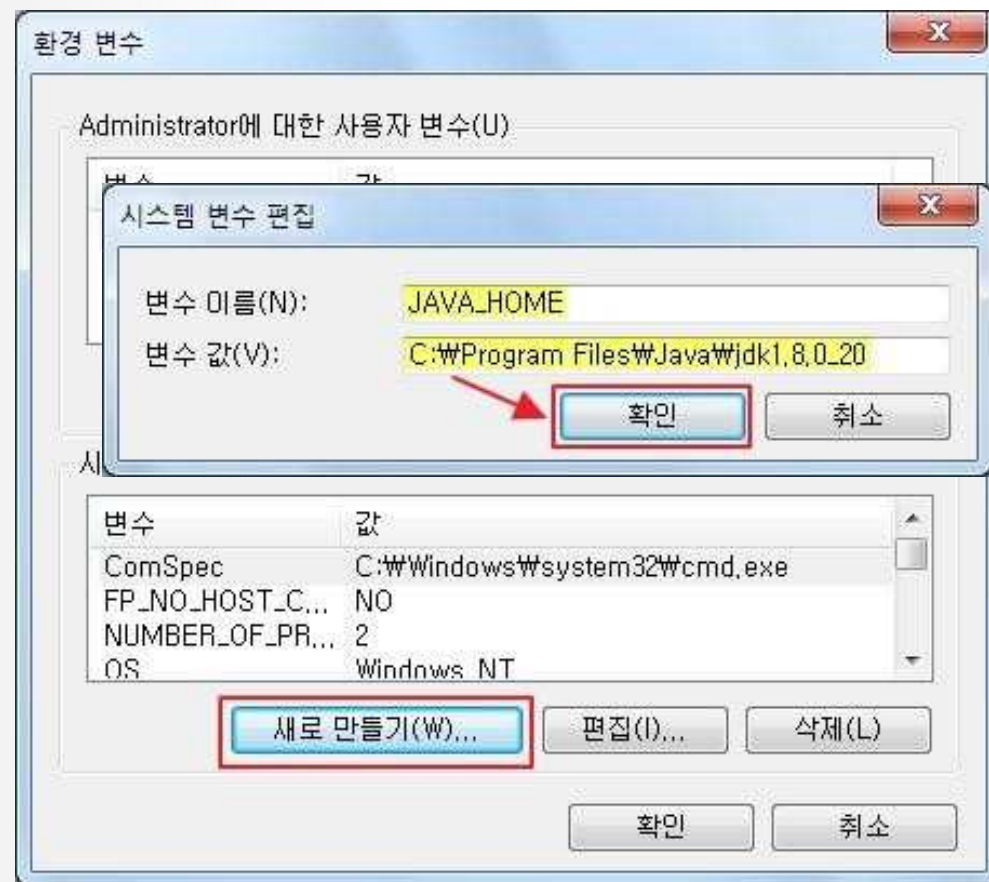 환경 변수
Administrator에 대한 사용자 변수(U)
시스템 변수 편집
변수 이름(N): JAVA_HOME
변수 값(V): C:₩Program Files₩Java₩jdk1.8.0_20
확인 취소
변수 값
ComSpec C:₩Windows₩system32₩cmd.exe
FP_NO_HOST_C... NO
NUMBER_OF_PR... 2
OS Windows_NT
새로 만들기(W)... 편집(I)... 삭제(L)
확인 취소